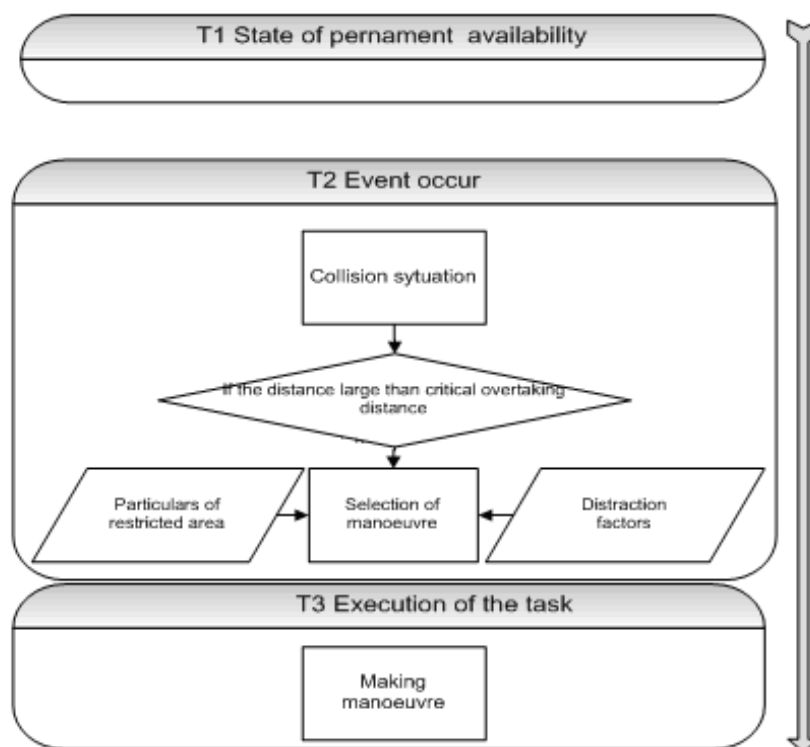 T1 State of pernament availability
T2 Event occur
Collision sytuation
If the distance large than critical overtaking
distance
Particulars of
restricted area
Selection of
manoeuvre
Distraction
factors
T3 Execution of the task
Making
manoeuvre